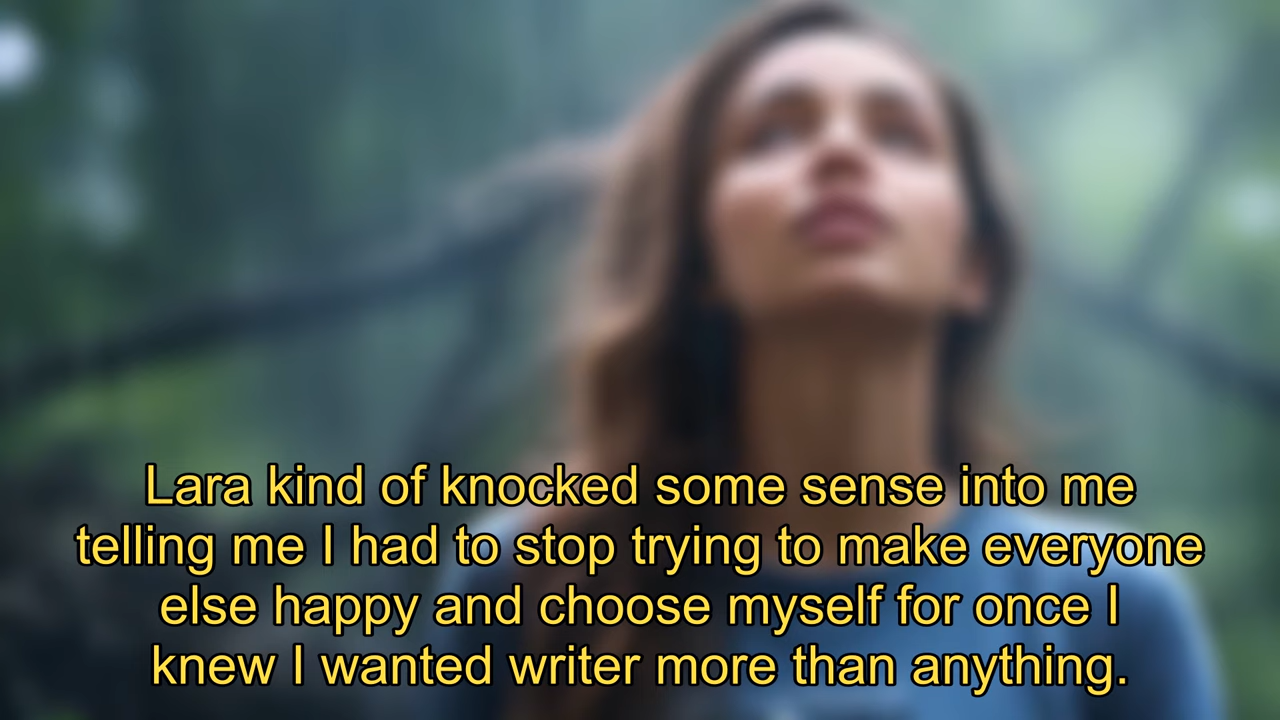 Lara kind of knocked some sense into me
telling me I had to stop trying to make everyone
else happy and choose myself for once I
knew I wanted writer more than anything.